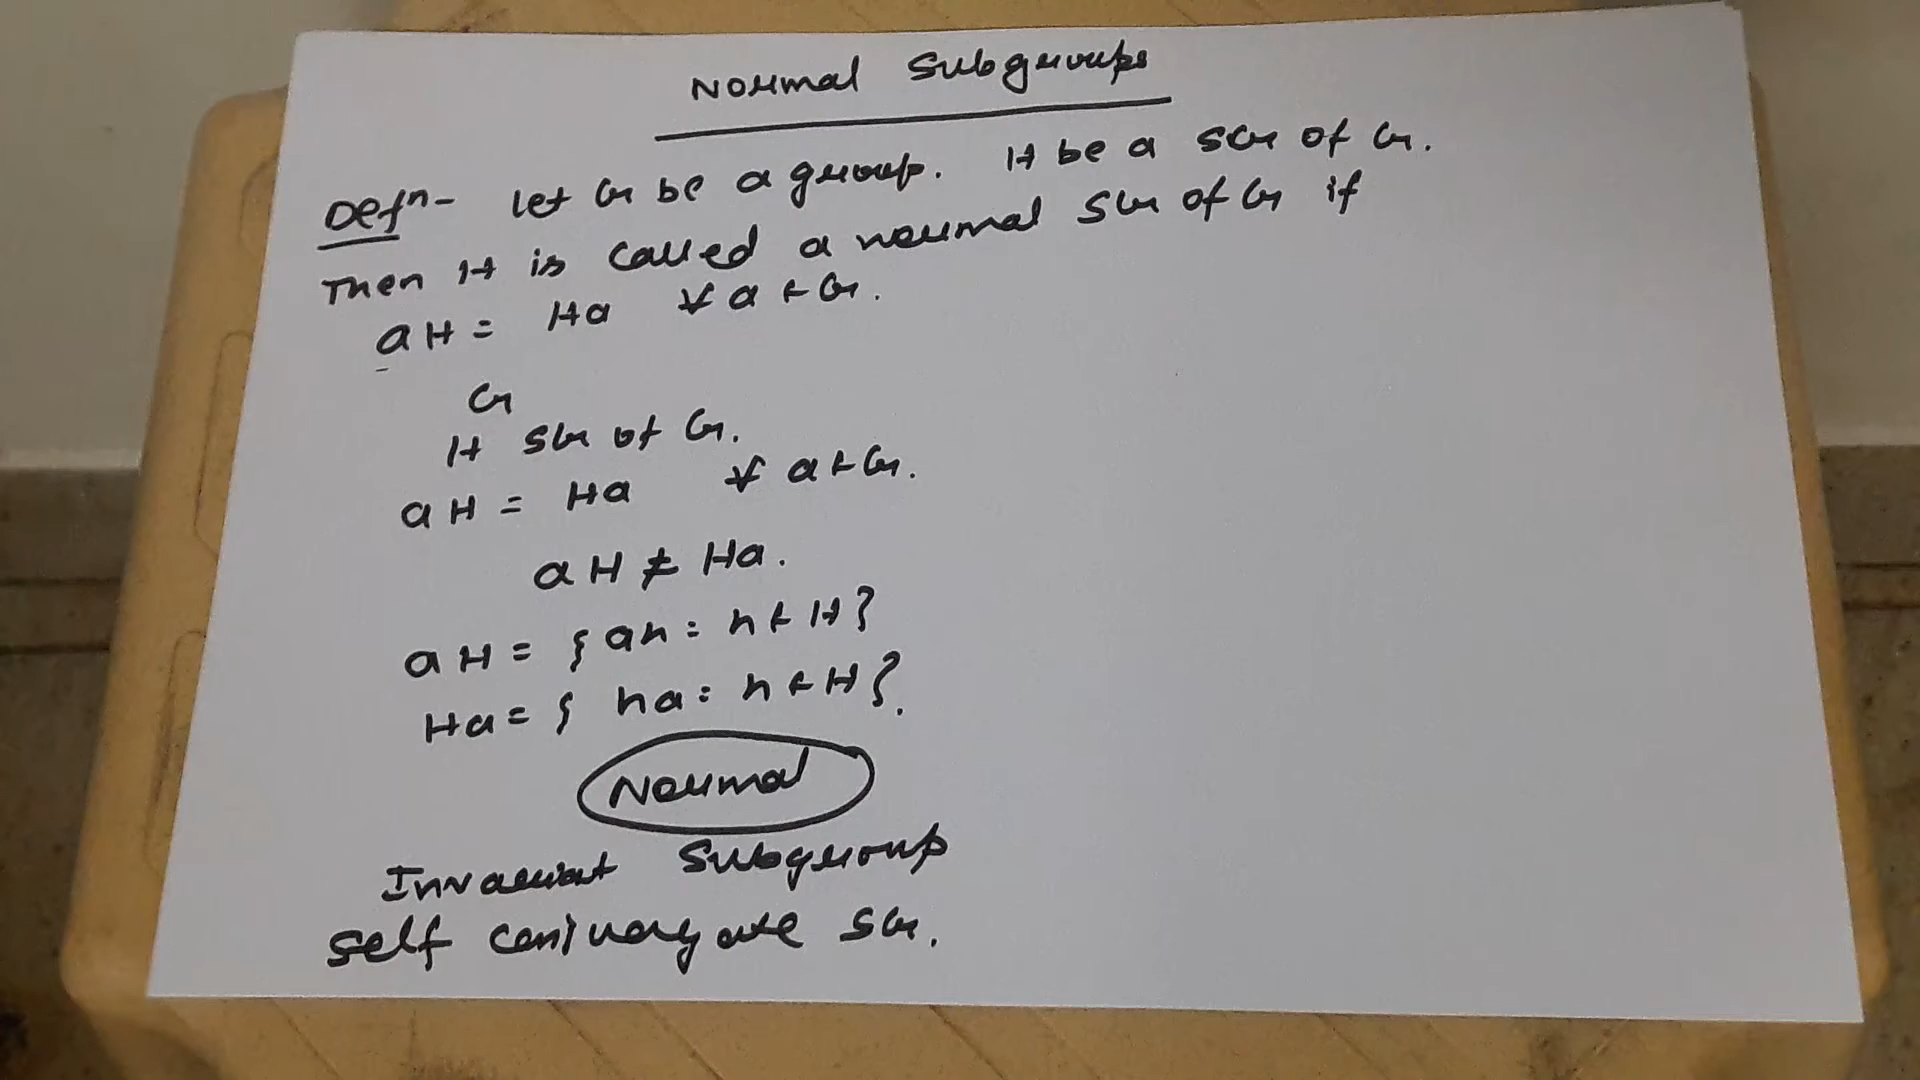 Normal Subgroups
Defn- Let G be a group. H be a SG of G.
Then H is called a normal SG of G if
aH = Ha ∀ a ∈ G.
G
H SG of G.
aH = Ha ∀ a ∈ G.
aH ≠ Ha.
aH = {ah : h ∈ H}
Ha = {ha : h ∈ H}.
Normal
Invariant Subgroup
self conjuagate SG.